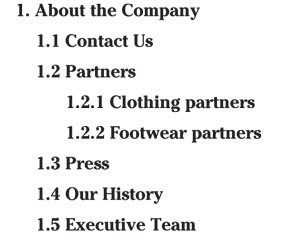 1. About the Company
1.1 Contact Us
1.2 Partners
1.2.1 Clothing partners
1.2.2 Footwear partners
1.3 Press
1.4 Our History
1.5 Executive Team